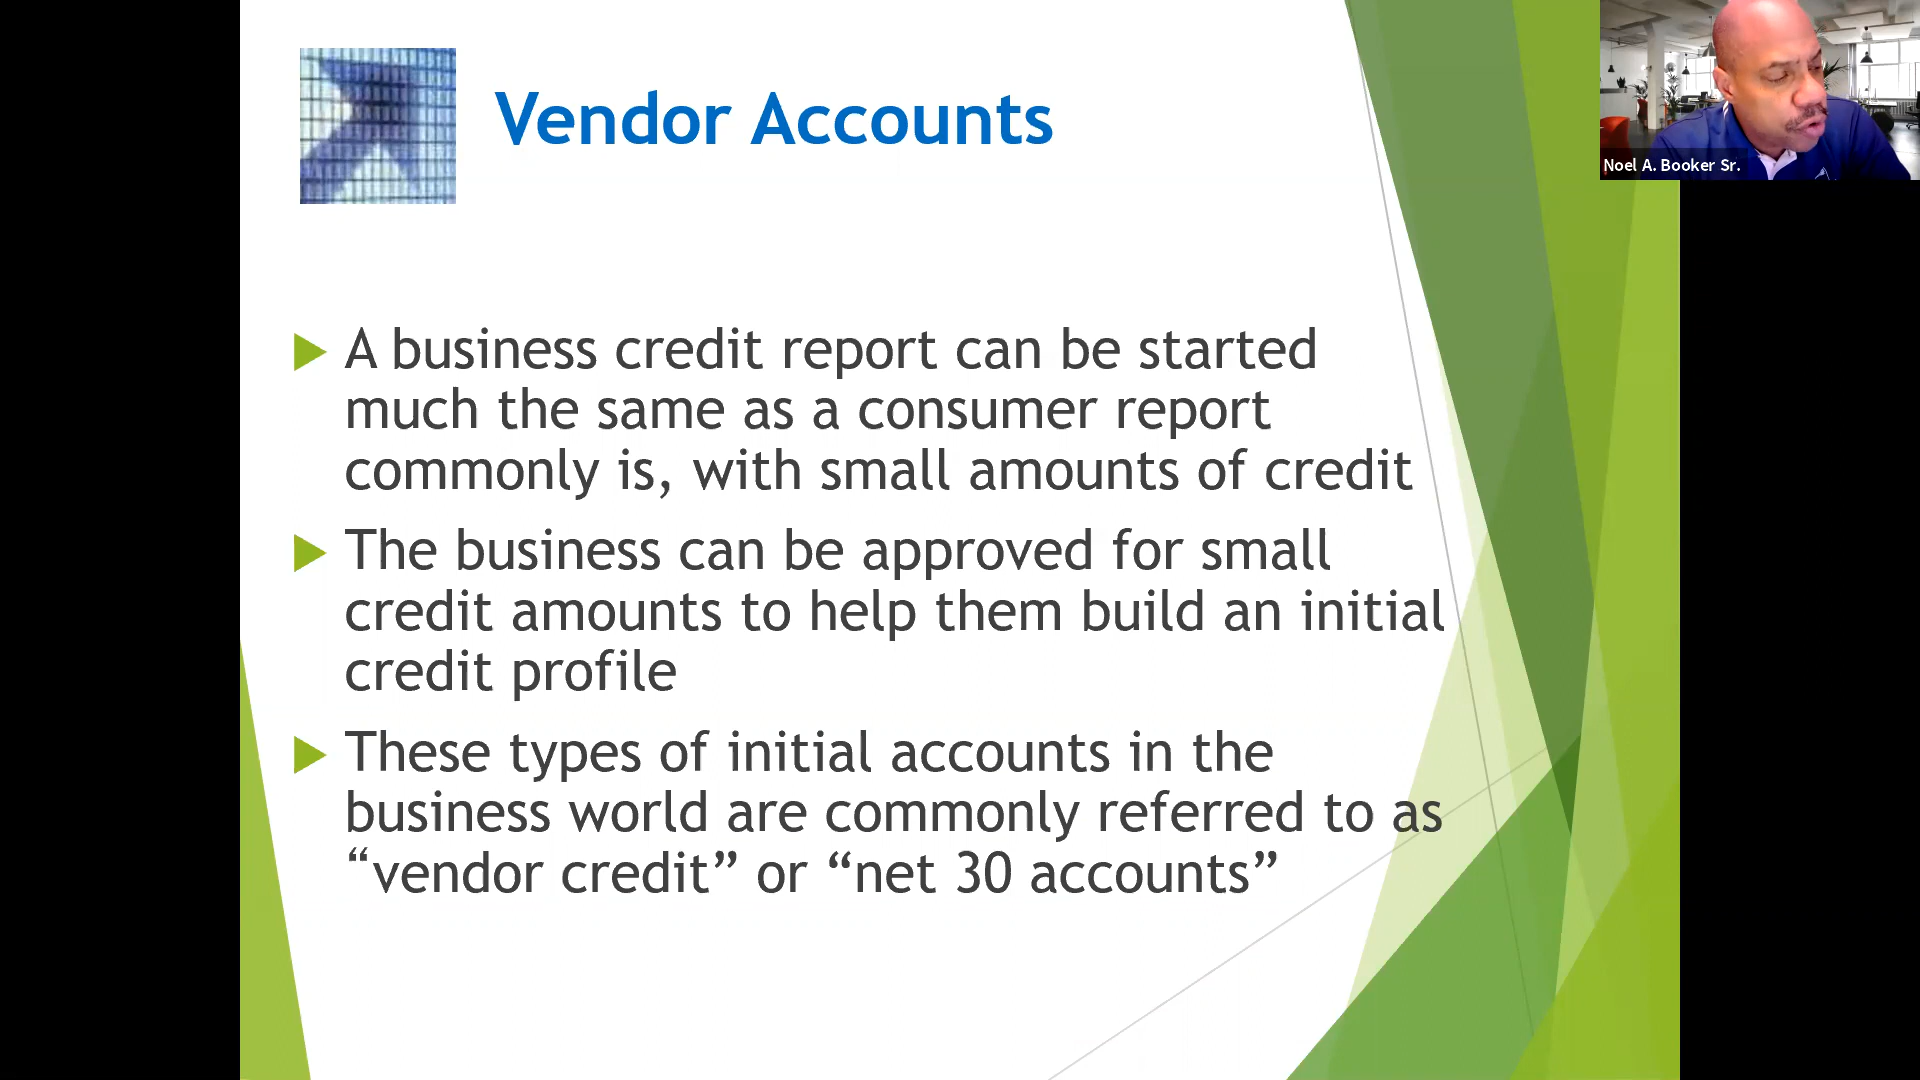 Vendor Accounts
Noel A. Booker Sr.
A business credit report can be started
much the same as a consumer report
commonly is, with small amounts of credit
The business can be approved for small
credit amounts to help them build an initial
credit profile
These types of initial accounts in the
business world are commonly referred to as
“vendor credit” or “net 30 accounts”